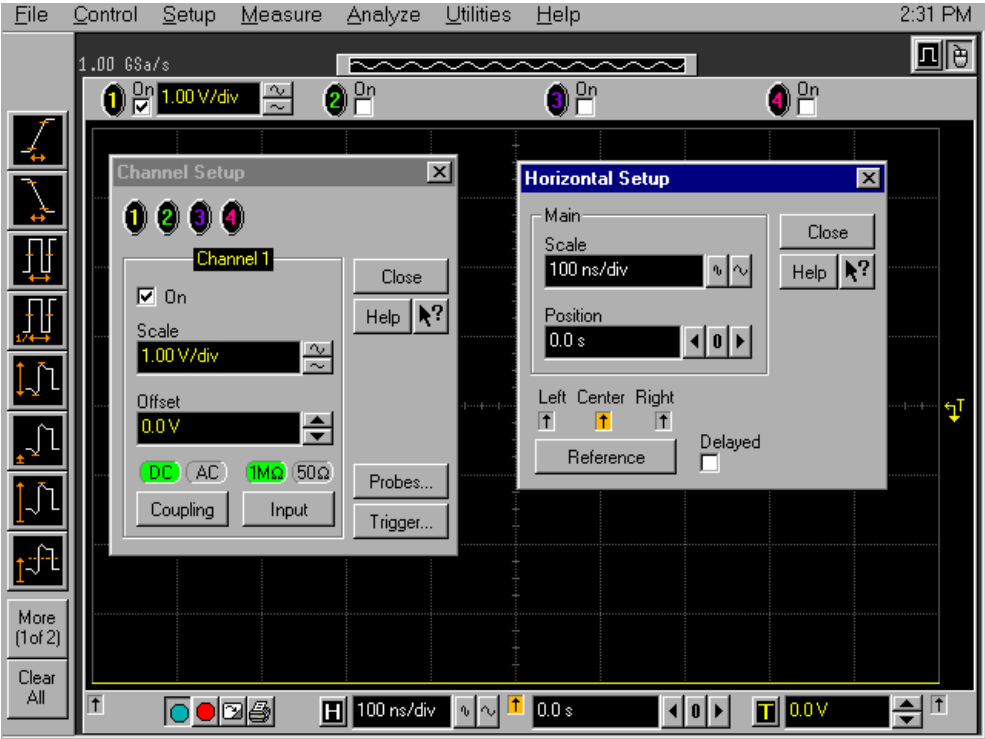 File Control Setup Measure Analyze Utilities Help 2:31 PM
1.00 GSa/s
1 On 1.00 V/div 2 On 3 On 4 On
Channel Setup
1 2 3 4
Channel 1
On
Scale
1.00 V/div
Offset
0.0 V
DC AC 1MΩ 50Ω
Coupling Input
Close
Help ?
Probes...
Trigger...
Horizontal Setup
Main
Scale
100 ns/div
Position
0.0 s 0
Close
Help ?
Left Center Right
Reference
Delayed
T
1/
More
(1of 2)
Clear
All
H 100 ns/div 0.0 s 0 T 0.0 V